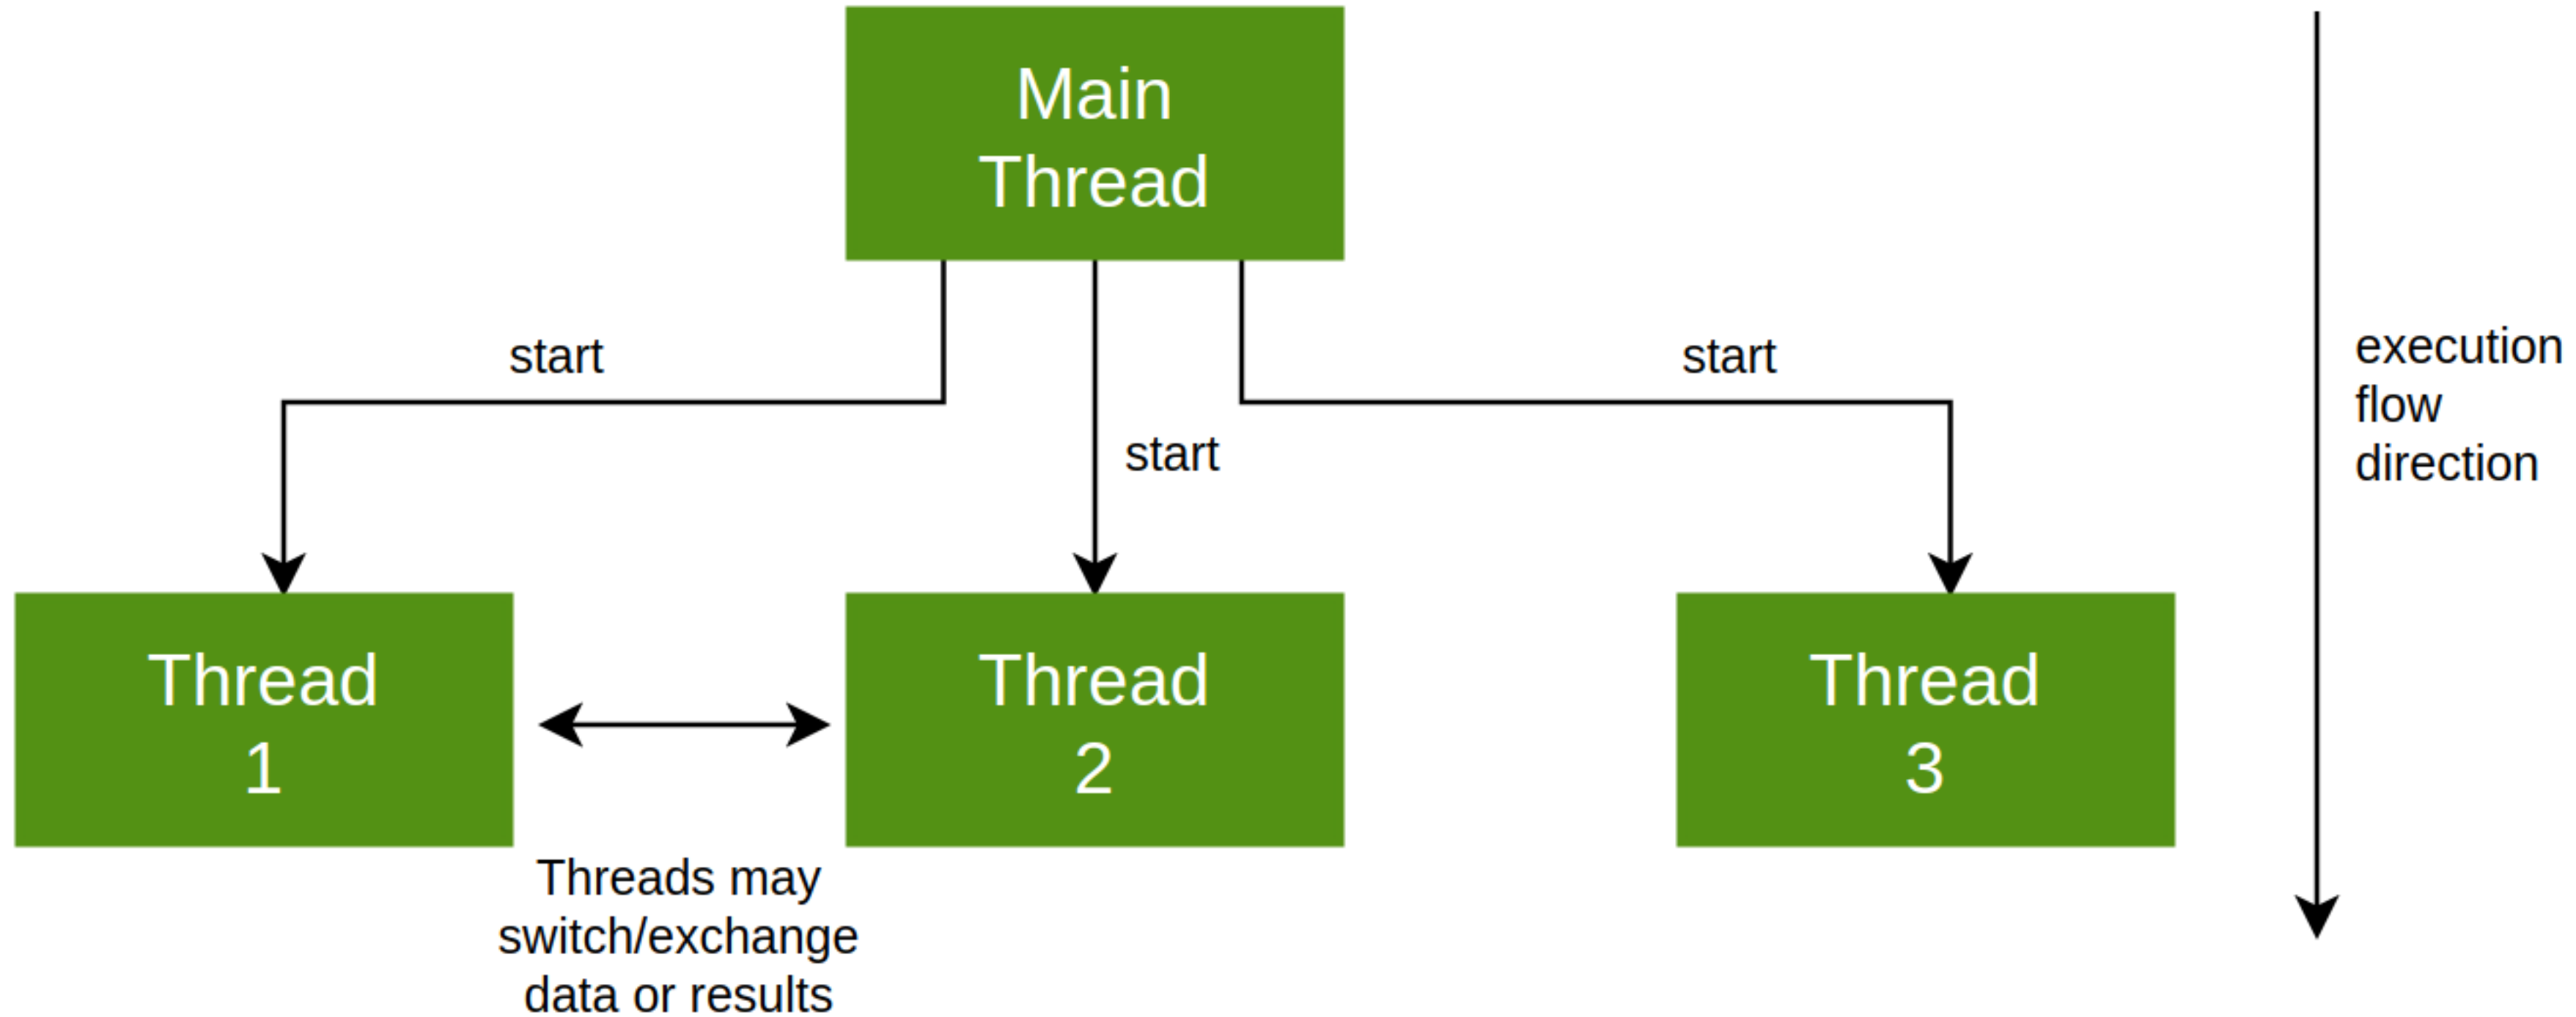 Main
Thread
start
start
start
execution
flow
direction
Thread
1
Thread
2
Thread
3
Threads may
switch/exchange
data or results